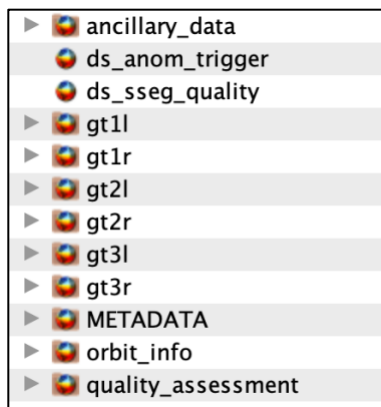 ancillary_data
ds_anom_trigger
ds_sseg_quality
gt1l
gt1r
gt2l
gt2r
gt3l
gt3r
METADATA
orbit_info
quality_assessment